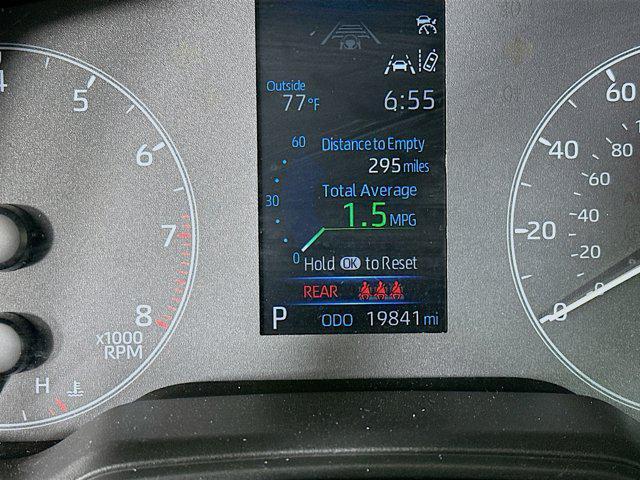 Outside
77°F
6:55
60
Distance to Empty
295 miles
30
Total Average
1.5 MPG
0
Hold OK to Reset
REAR
P ODO 19841 mi
4
5
6
7
8
x1000
RPM
H
60
40
20
0
80
60
40
20
0